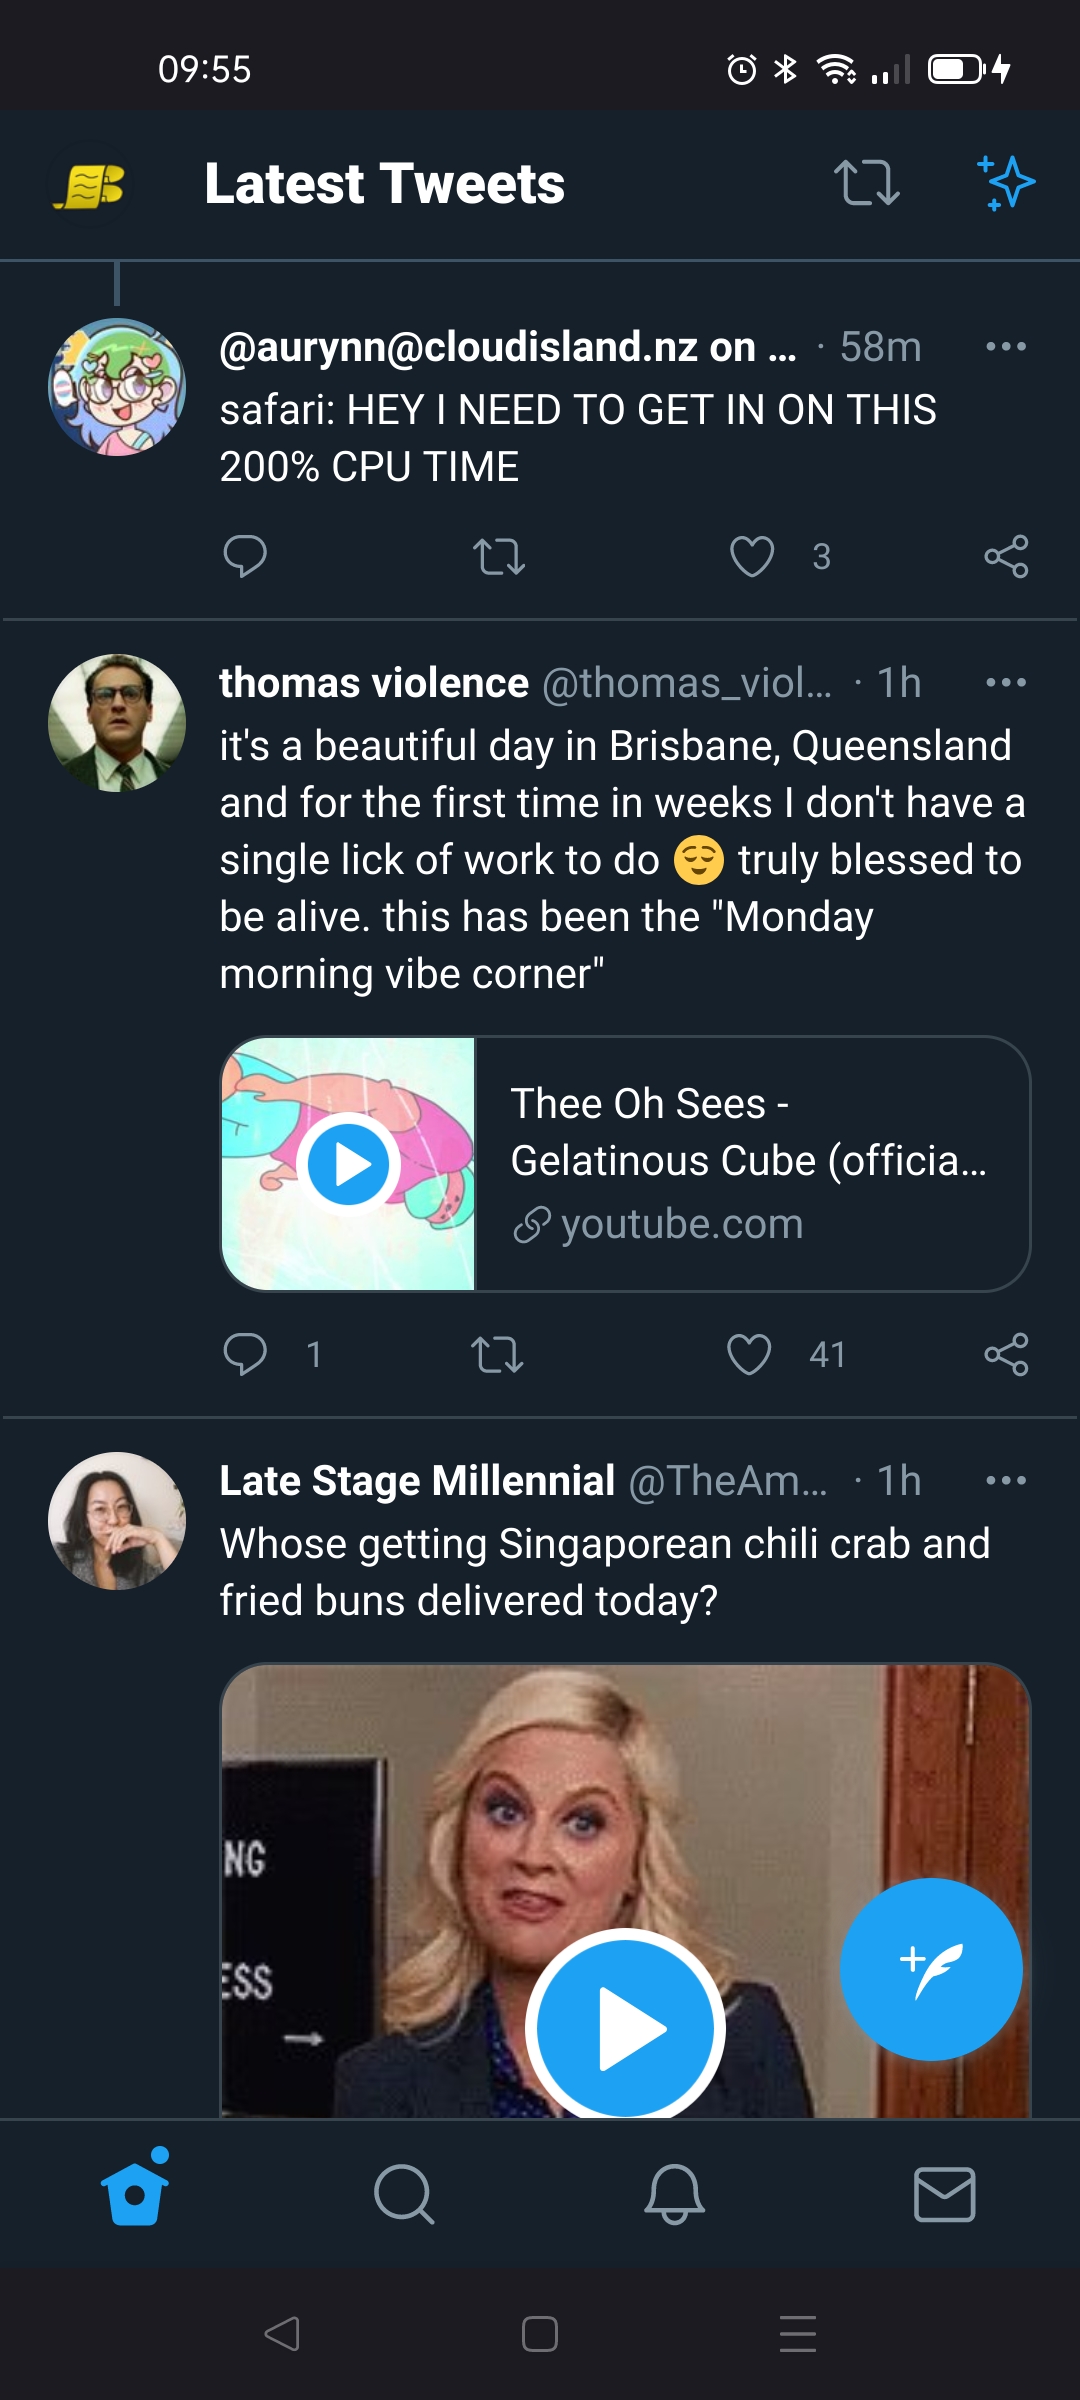 09:55
Latest Tweets
@aurynn@cloudisland.nz on … · 58m
safari: HEY I NEED TO GET IN ON THIS
200% CPU TIME
3
thomas violence @thomas_viol… · 1h
it's a beautiful day in Brisbane, Queensland
and for the first time in weeks I don't have a
single lick of work to do 😌 truly blessed to
be alive. this has been the "Monday
morning vibe corner"
Thee Oh Sees -
Gelatinous Cube (officia…
youtube.com
1 41
Late Stage Millennial @TheAm… · 1h
Whose getting Singaporean chili crab and
fried buns delivered today?
NG
ESS